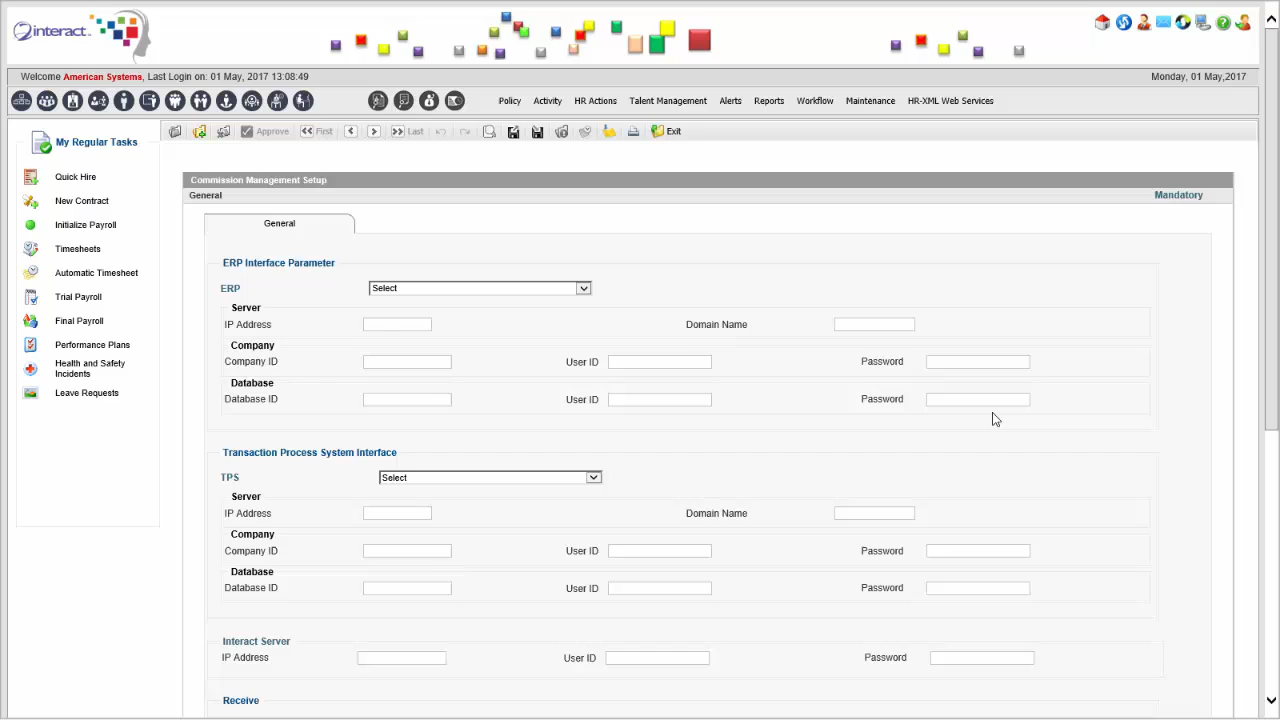 interact
Welcome American Systems, Last Login on: 01 May, 2017 13:08:49
Monday, 01 May,2017
Policy Activity HR Actions Talent Management Alerts Reports Workflow Maintenance HR-XML Web Services
My Regular Tasks
Quick Hire
New Contract
Initialize Payroll
Timesheets
Automatic Timesheet
Trial Payroll
Final Payroll
Performance Plans
Health and Safety
Incidents
Leave Requests
Approve First Last Exit
Commission Management Setup
General Mandatory
General
ERP Interface Parameter
ERP Select
Server
IP Address Domain Name
Company
Company ID User ID Password
Database
Database ID User ID Password
Transaction Process System Interface
TPS Select
Server
IP Address Domain Name
Company
Company ID User ID Password
Database
Database ID User ID Password
Interact Server
IP Address User ID Password
Receive